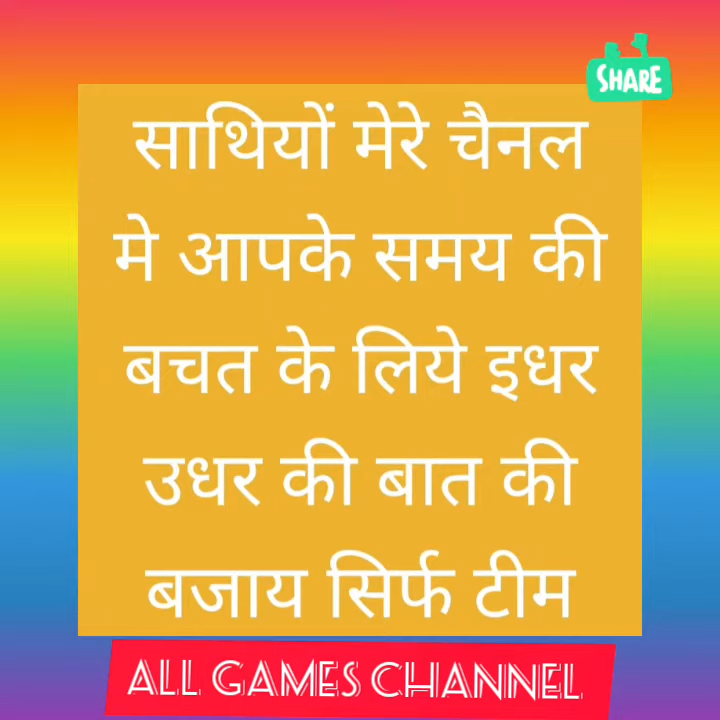 SHARE
साथियों मेरे चैनल
मे आपके समय की
बचत के लिये इधर
उधर की बात की
बजाय सिर्फ टीम
ALL GAMES CHANNEL